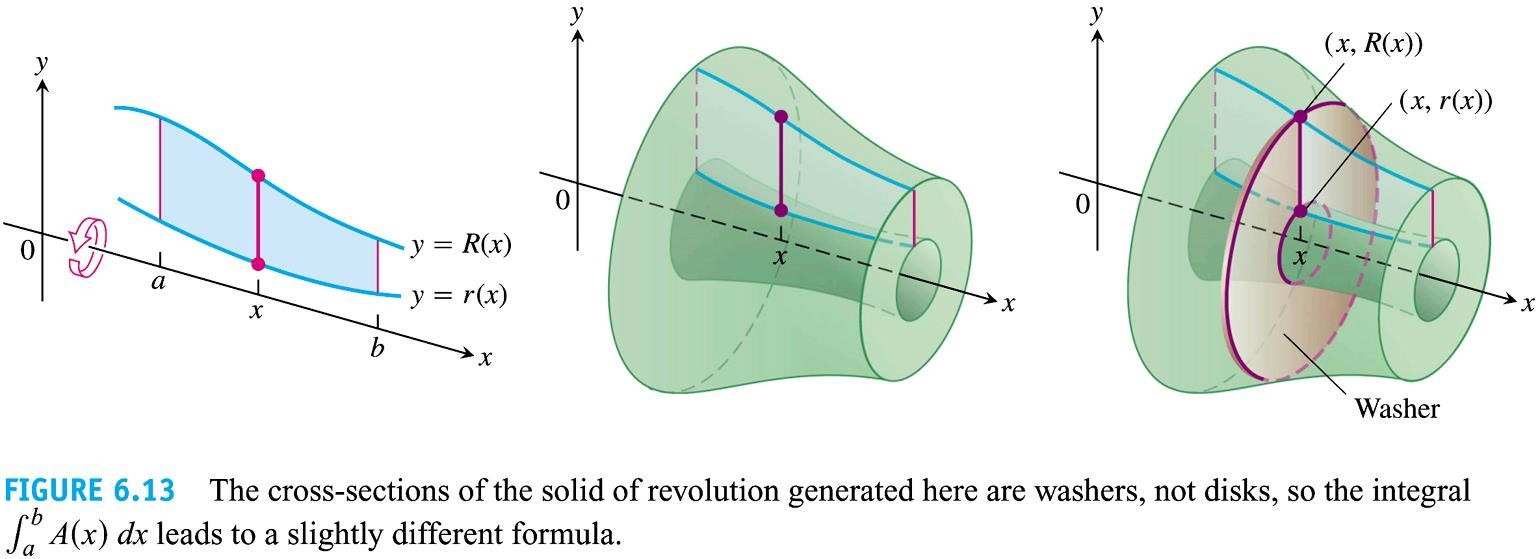 y
0
a
x
b
x
y = R(x)
y = r(x)
y
0
x
x
y
0
x
x
(x, R(x))
(x, r(x))
Washer
FIGURE 6.13 The cross-sections of the solid of revolution generated here are washers, not disks, so the integral
∫ₐᵇ A(x) dx leads to a slightly different formula.